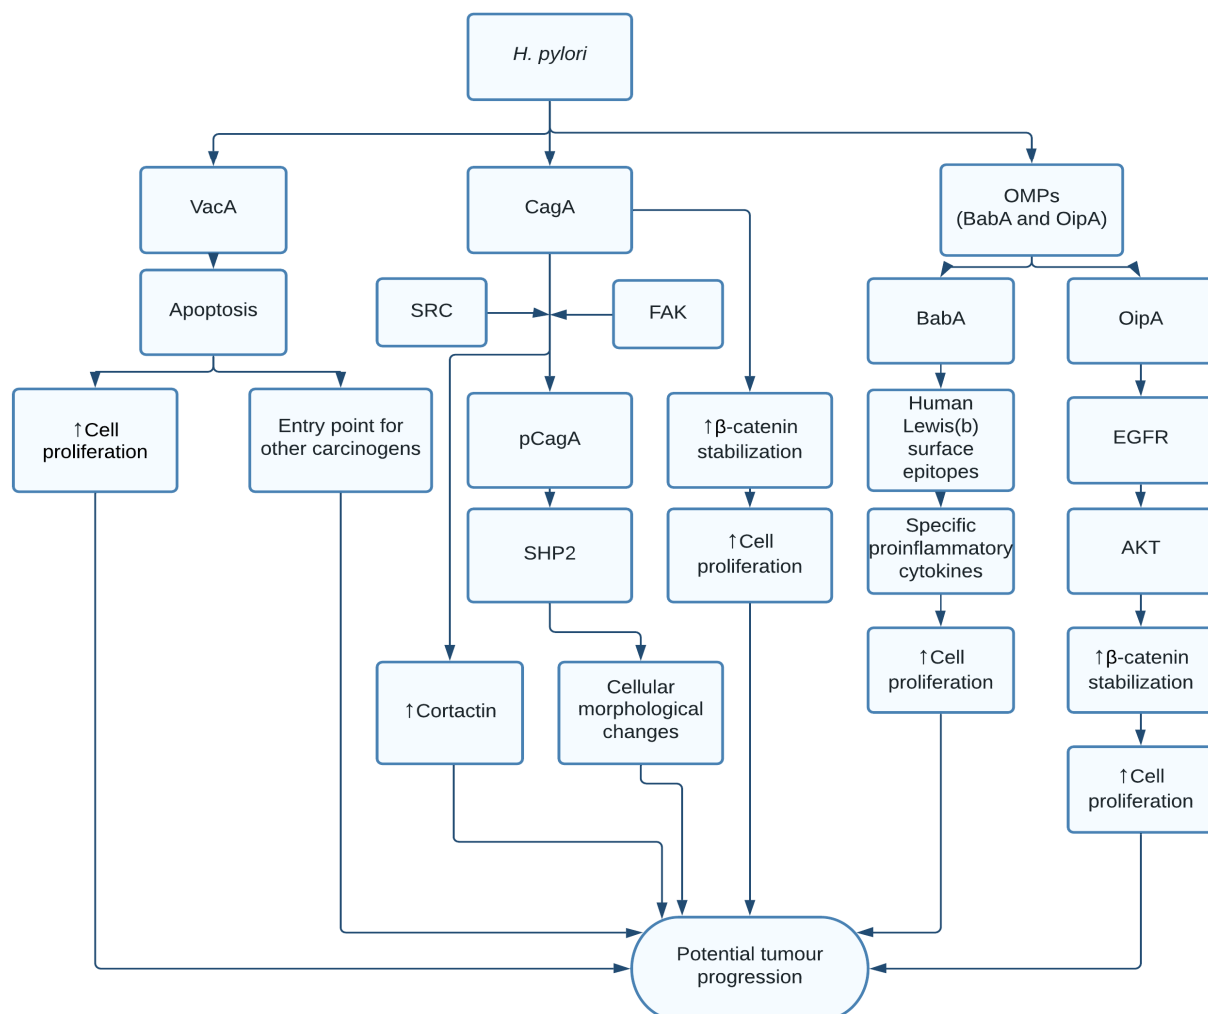 H. pylori
VacA
CagA
OMPs
(BabA and OipA)
Apoptosis
SRC
FAK
BabA
OipA
↑Cell
proliferation
Entry point for
other carcinogens
pCagA
↑β-catenin
stabilization
Human
Lewis(b)
surface
epitopes
EGFR
SHP2
↑Cell
proliferation
Specific
proinflammatory
cytokines
AKT
↑Cortactin
Cellular
morphological
changes
↑Cell
proliferation
↑β-catenin
stabilization
↑Cell
proliferation
Potential tumour
progression